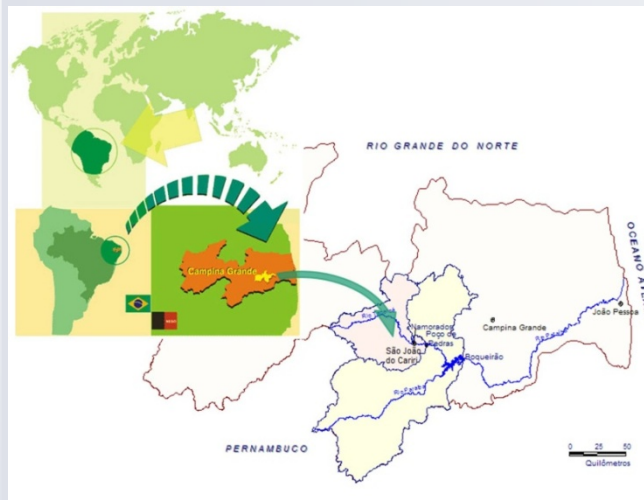 RIO GRANDE DO NORTE
OCEANO
Campina Grande
João Pessoa
Namorados
Campina Grande
Poço de
Pedras
São João
do Cariri
Boqueirão
PERNAMBUCO
0 25 50
Quilômetros